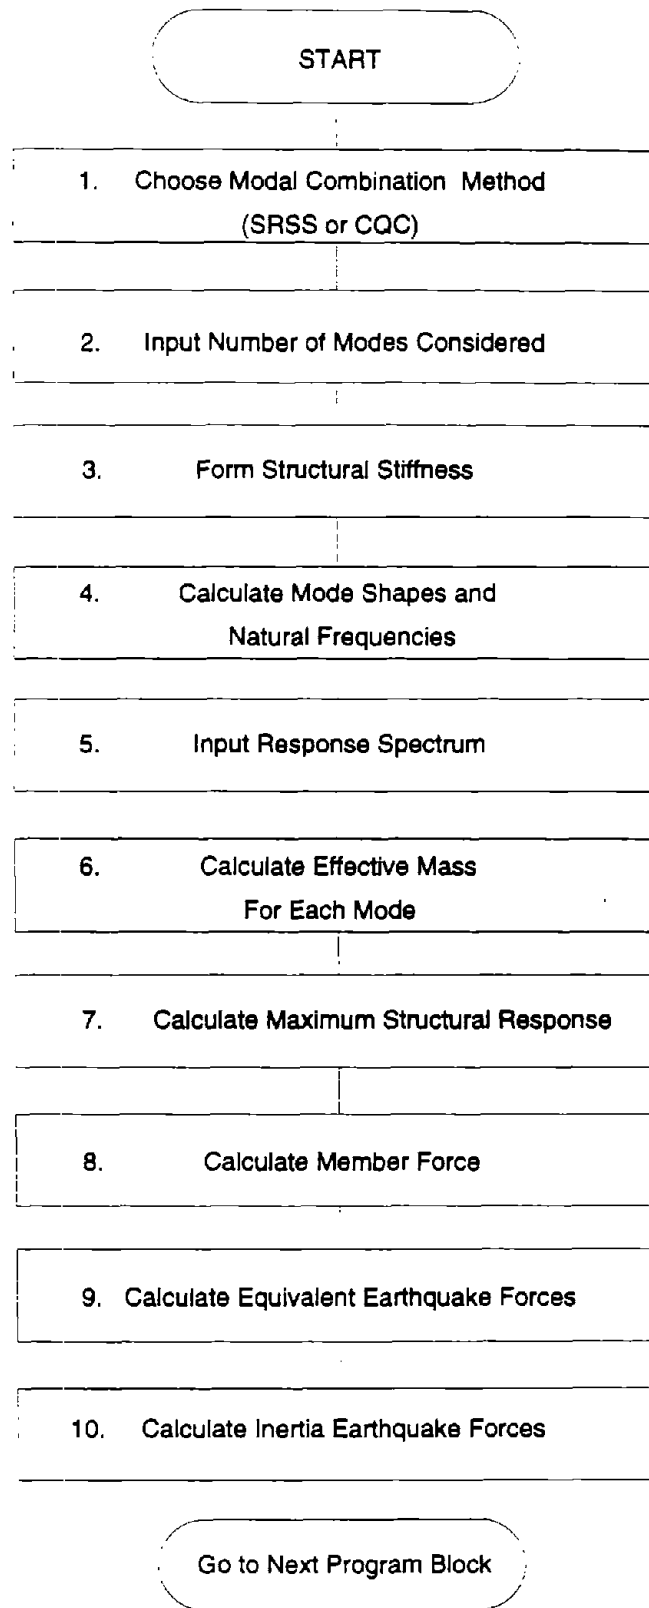 START
1. Choose Modal Combination Method
(SRSS or CQC)
2. Input Number of Modes Considered
3. Form Structural Stiffness
4. Calculate Mode Shapes and
Natural Frequencies
5. Input Response Spectrum
6. Calculate Effective Mass
For Each Mode
7. Calculate Maximum Structural Response
8. Calculate Member Force
9. Calculate Equivalent Earthquake Forces
10. Calculate Inertia Earthquake Forces
Go to Next Program Block